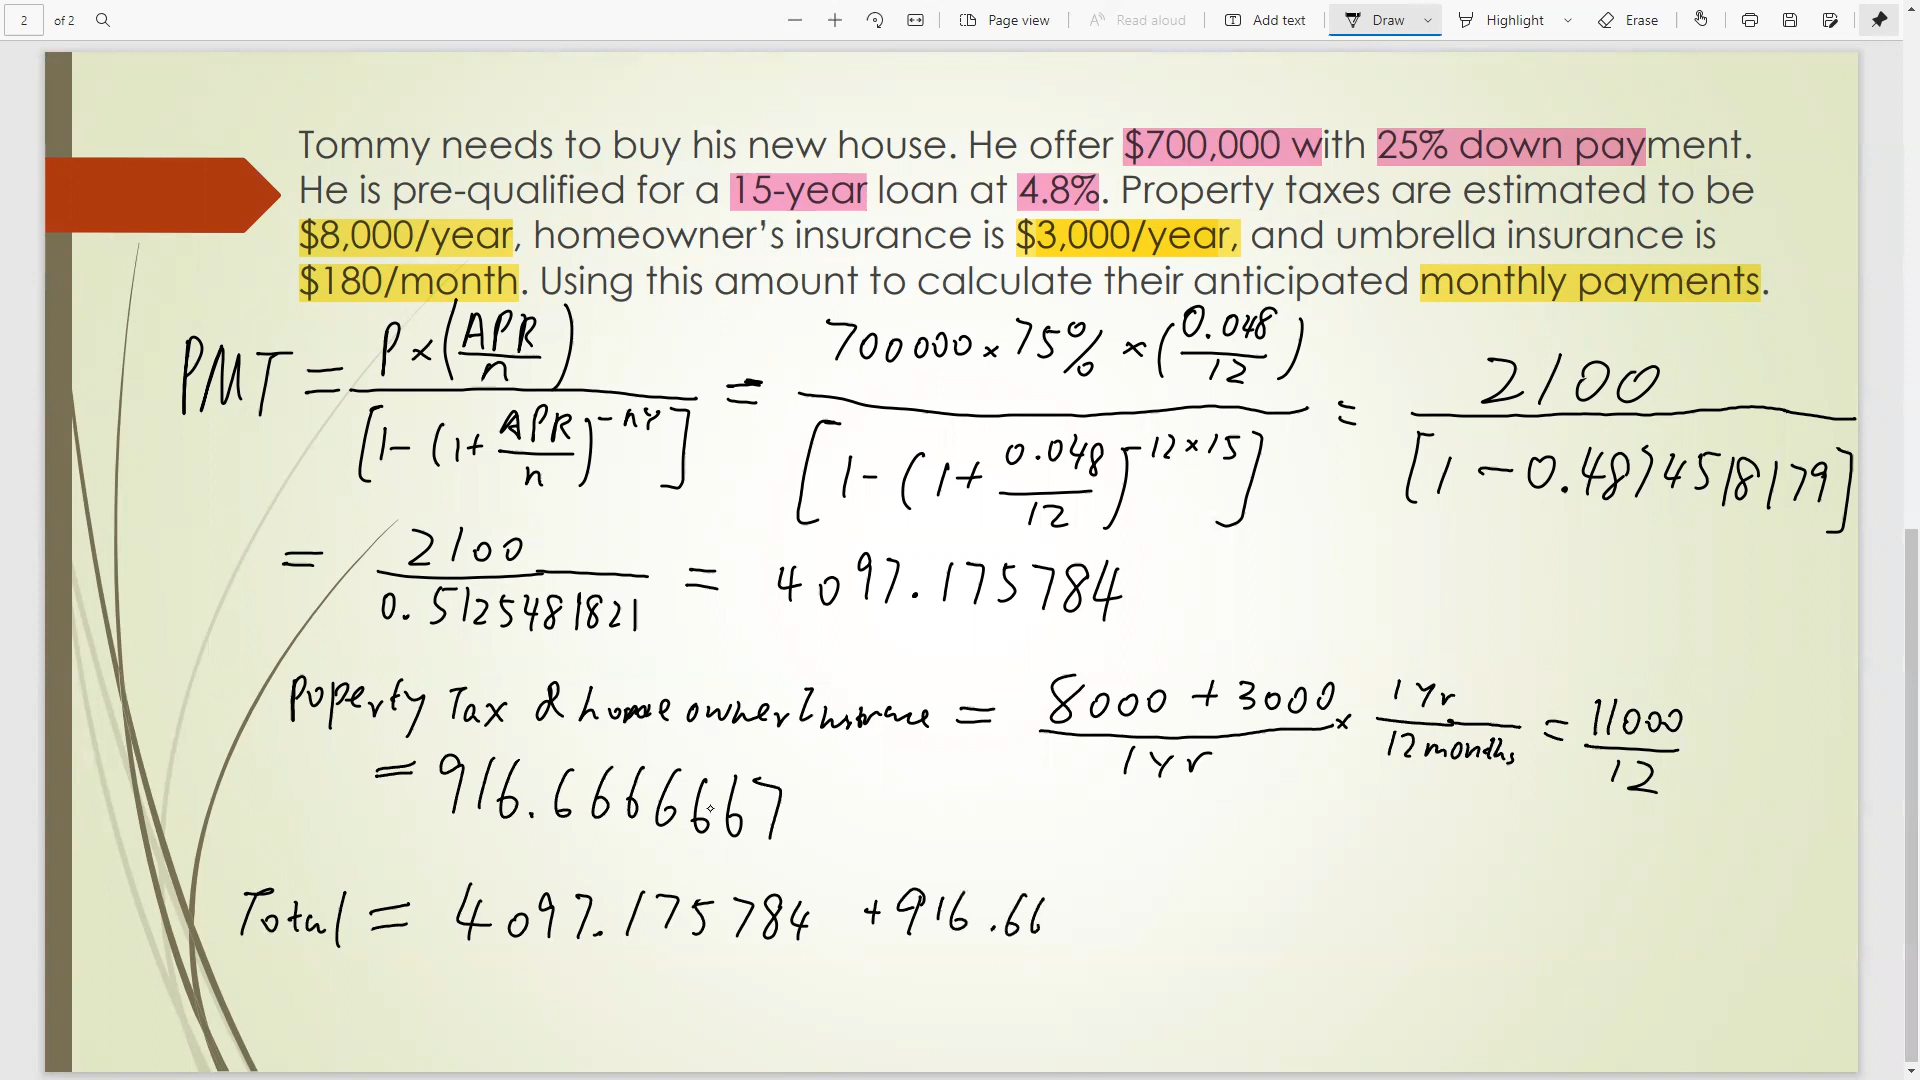 2 of 2 Page view Read aloud Add text Draw Highlight Erase
Tommy needs to buy his new house. He offer $700,000 with 25% down payment.
He is pre-qualified for a 15-year loan at 4.8%. Property taxes are estimated to be
$8,000/year, homeowner’s insurance is $3,000/year, and umbrella insurance is
$180/month. Using this amount to calculate their anticipated monthly payments.
PMT = P × (APR/n) / [1 - (1 + APR/n)^-nY] = 700000 × 75% × (0.048/12) / [1 - (1 + 0.048/12)^-12×15] = 2100 / [1 - 0.4874518179]
= 2100 / 0.5125481821 = 4097.175784
Poperty Tax & homeowner Insurance = 8000 + 3000 / 1 yr × 1 Yr / 12 months = 11000 / 12
= 916.6666667
Total = 4097.175784 + 916.66